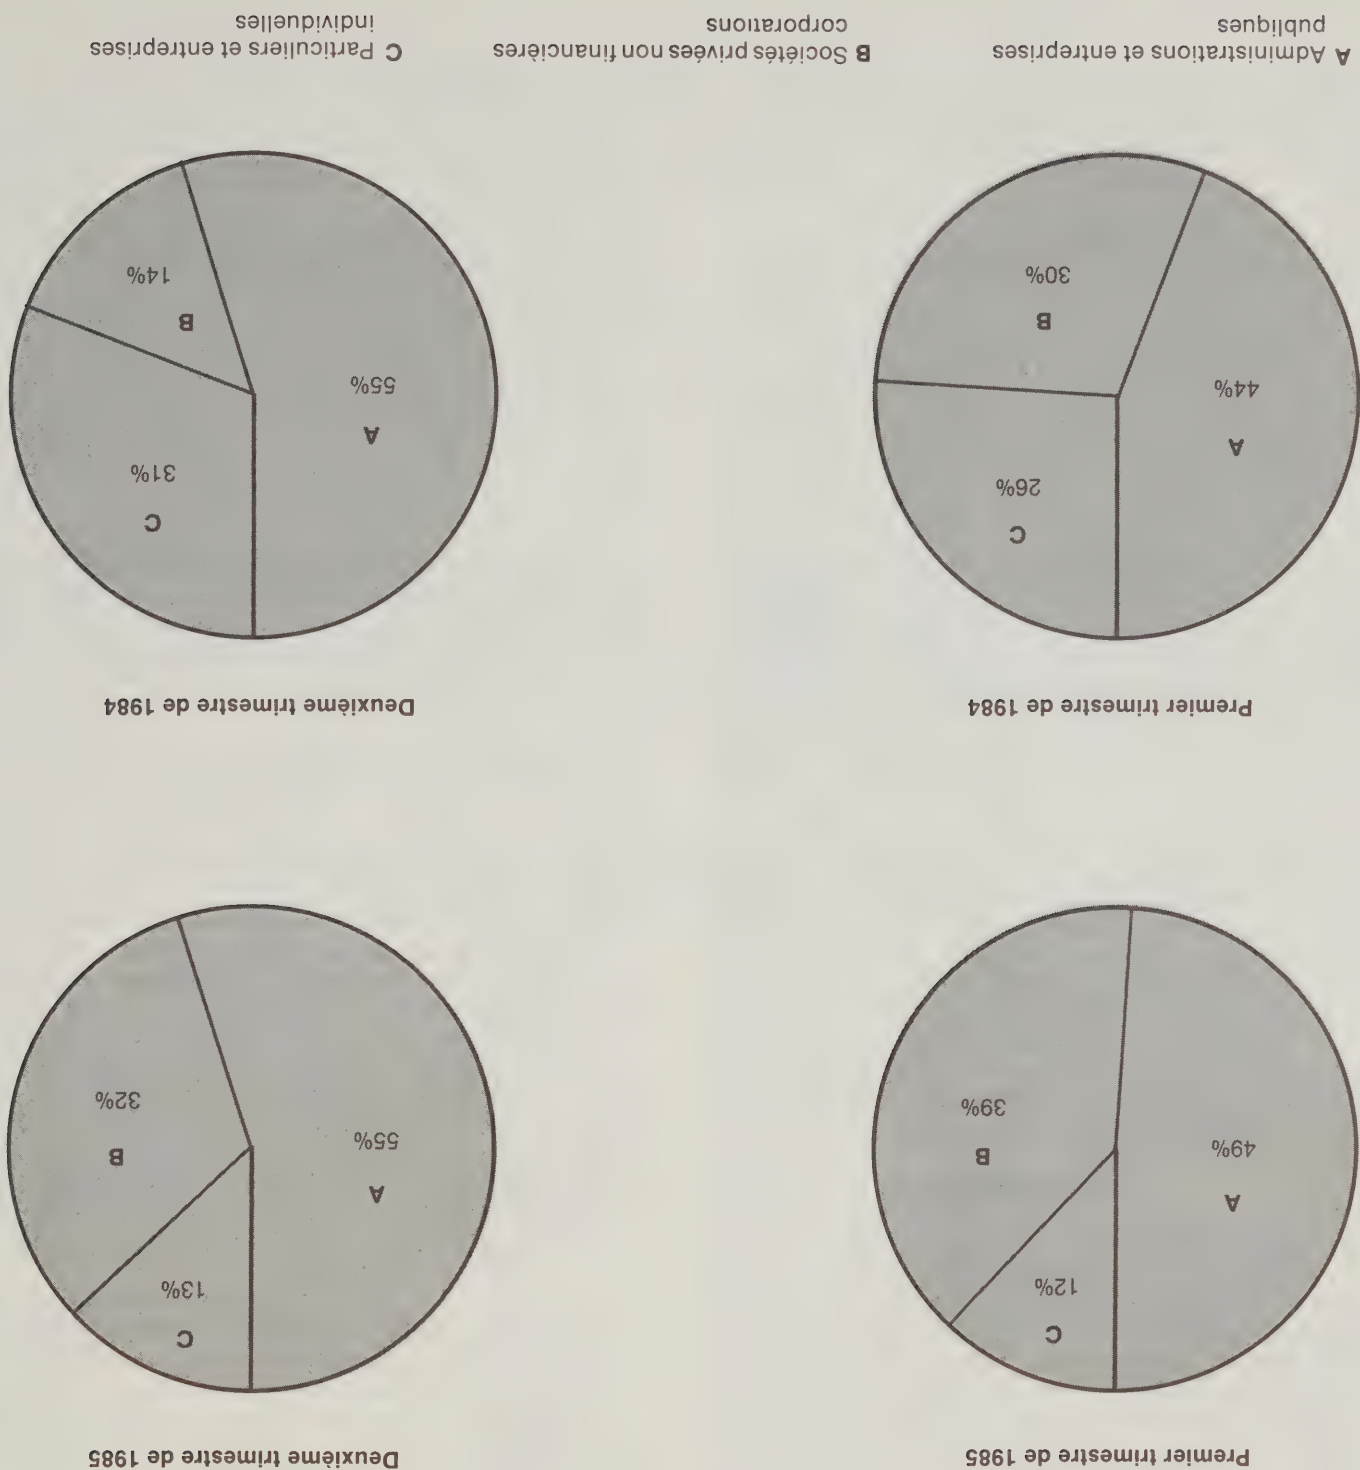 Premier trimestre de 1985
C
12%
A
49%
B
39%
Deuxième trimestre de 1985
C
13%
A
55%
B
32%
Premier trimestre de 1984
C
26%
A
44%
B
30%
Deuxième trimestre de 1984
C
31%
A
55%
B
14%
A Administrations et entreprises
publiques
B Sociétés privées non financières
corporations
C Particuliers et entreprises
individuelles